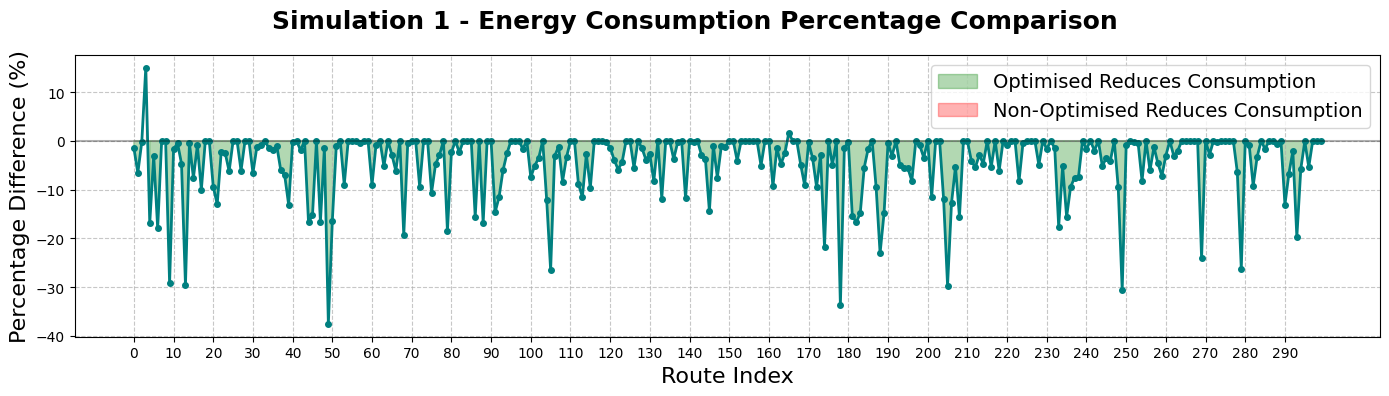 Simulation 1 - Energy Consumption Percentage Comparison
Percentage Difference (%)
10
0
−10
−20
−30
−40
Optimised Reduces Consumption
Non-Optimised Reduces Consumption
0 10 20 30 40 50 60 70 80 90 100 110 120 130 140 150 160 170 180 190 200 210 220 230 240 250 260 270 280 290
Route Index